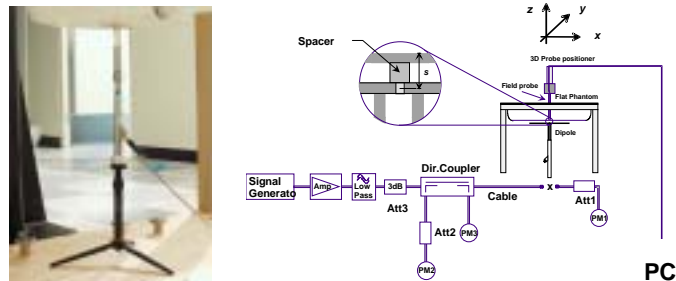 z
y
x
Spacer
s
3D Probe positioner
Field probe
Flat Phantom
Dipole
Dir.Coupler
Signal
Generato
Amp
Low
Pass
3dB
Att3
Cable
x
Att1
Att2
PM3
PM1
PM2
PC